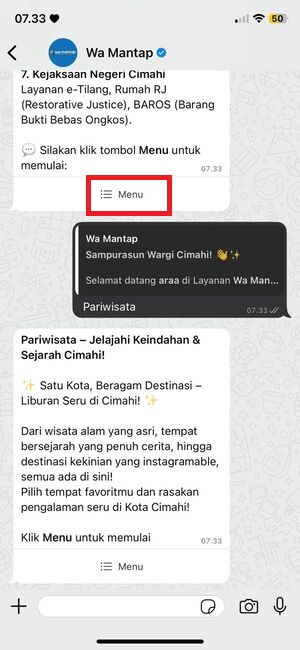 07.33
50
WA MANTAP
Wa Mantap
7. Kejaksaan Negeri Cimahi
Layanan e-Tilang, Rumah RJ
(Restorative Justice), BAROS (Barang
Bukti Bebas Ongkos).
💬 Silakan klik tombol Menu untuk
memulai:
07.33
Menu
Wa Mantap
Sampurasun Wargi Cimahi! 👋✨
Selamat datang araa di Layanan Wa Man...
Pariwisata
07.33
Pariwisata – Jelajahi Keindahan &
Sejarah Cimahi!
✨ Satu Kota, Beragam Destinasi –
Liburan Seru di Cimahi! ✨
Dari wisata alam yang asri, tempat
bersejarah yang penuh cerita, hingga
destinasi kekinian yang instagramable,
semua ada di sini!
Pilih tempat favoritmu dan rasakan
pengalaman seru di Kota Cimahi!
Klik Menu untuk memulai
07.33
Menu